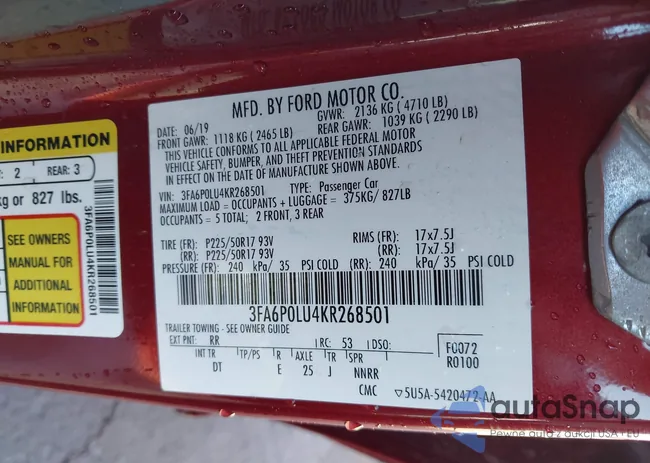 INFORMATION
2
REAR: 3
kg or 827 lbs.
SEE OWNERS
MANUAL FOR
ADDITIONAL
INFORMATION
3FA6P0LU4KR268501
MFD. BY FORD MOTOR CO.
DATE: 06/19
GVWR: 2136 KG ( 4710 LB)
FRONT GAWR: 1118 KG ( 2465 LB)
REAR GAWR: 1039 KG ( 2290 LB)
THIS VEHICLE CONFORMS TO ALL APPLICABLE FEDERAL MOTOR
VEHICLE SAFETY, BUMPER, AND THEFT PREVENTION STANDARDS
IN EFFECT ON THE DATE OF MANUFACTURE SHOWN ABOVE.
VIN: 3FA6P0LU4KR268501 TYPE: Passenger Car
MAXIMUM LOAD = OCCUPANTS + LUGGAGE = 375KG/ 827LB
OCCUPANTS = 5 TOTAL; 2 FRONT, 3 REAR
TIRE (FR): P225/50R17 93V RIMS (FR): 17x7.5J
(RR): P225/50R17 93V (RR): 17x7.5J
PRESSURE (FR): 240 kPa/ 35 PSI COLD (RR): 240 kPa/ 35 PSI COLD
3FA6P0LU4KR268501
TRAILER TOWING - SEE OWNER GUIDE
EXT PNT: RR RC: 53 DSO: F0072
R0100
INT TR TP/PS R AXLE TR SPR
DT E 25 J NNRR
CMC ▽5U5A-5420472-AA
autoSnap
Pewne auta z aukcji USA i EU